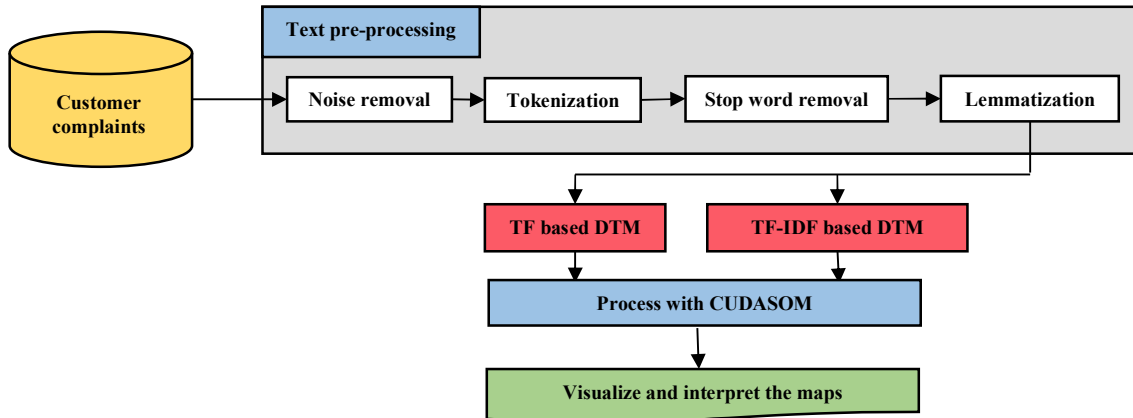 Text pre-processing
Customer
complaints
Noise removal
Tokenization
Stop word removal
Lemmatization
TF based DTM
TF-IDF based DTM
Process with CUDASOM
Visualize and interpret the maps